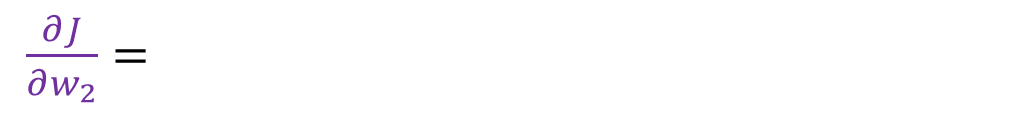 ∂J/∂w₂ =